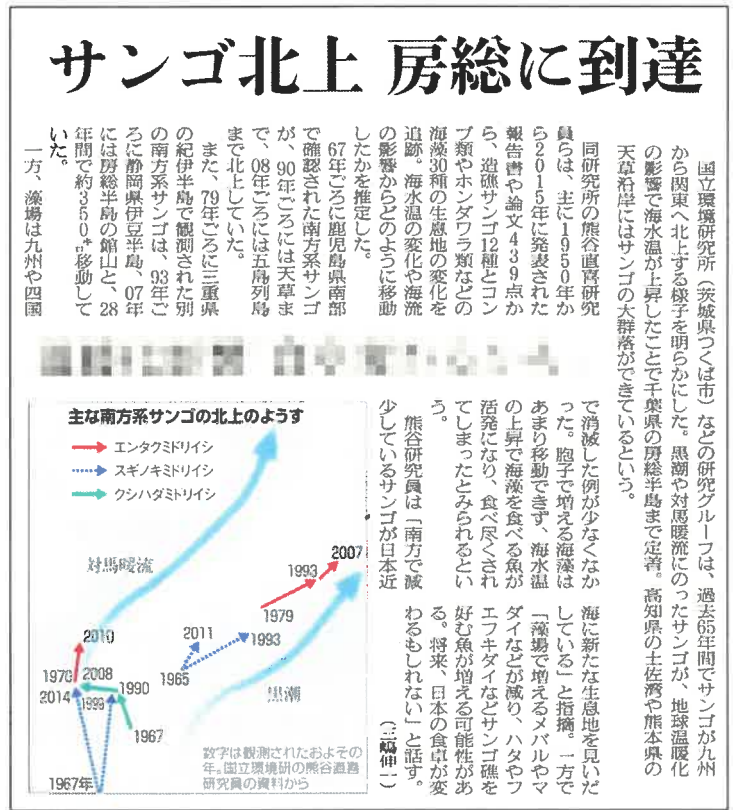 サンゴ北上 房総に到達
国立環境研究所（茨城県つくば市）などの研究グループは、過去65年間でサンゴが九州
から関東へ北上する様子を明らかにした。黒潮や対馬暖流にのったサンゴが、地球温暖化
の影響で海水温が上昇したことで千葉県の房総半島まで定着。高知県の土佐湾や熊本県の
天草沿岸にはサンゴの大群落ができているという。
同研究所の熊谷直喜研究
員らは、主に1950年か
ら2015年に発表された
報告書や論文439点か
ら、造礁サンゴ12種とコン
ブ類やホンダワラ類などの
海藻30種の生息地の変化を
追跡。海水温の変化や海流
の影響からどのように移動
したかを推定した。
67年ごろに鹿児島県南部
で確認された南方系サンゴ
が、90年ごろには天草ま
で、08年ごろには五島列島
まで北上していた。
また、79年ごろに三重県
の紀伊半島で観測された別
の南方系サンゴは、93年ご
ろに静岡県伊豆半島、07年
には房総半島の館山と、28
年間で約350㌔移動して
いた。
一方、藻場は九州や四国
で消滅した例が少なくなか
った。胞子で増える海藻は
あまり移動できず、海水温
の上昇で海藻を食べる魚が
活発になり、食べ尽くされ
てしまったとみられるとい
う。
熊谷研究員は「南方で減
少しているサンゴが日本近
海に新たな生息地を見いだ
している」と指摘。一方で
「藻場で増えるメバルやマ
ダイなどが減り、ハタやフ
エフキダイなどサンゴ礁を
好む魚が増える可能性があ
る。将来、日本の食卓が変
わるもしれない」と話す。
（三嶋伸一）
主な南方系サンゴの北上のようす
エンタクミドリイシ
スギノキミドリイシ
クシハダミドリイシ
対馬暖流
黒潮
2007
1993
1979
2011
1993
1965
2010
1970
2008
2014
1999
1990
1967
1967年
数字は観測されたおよその
年。国立環境研の熊谷直喜
研究員の資料から